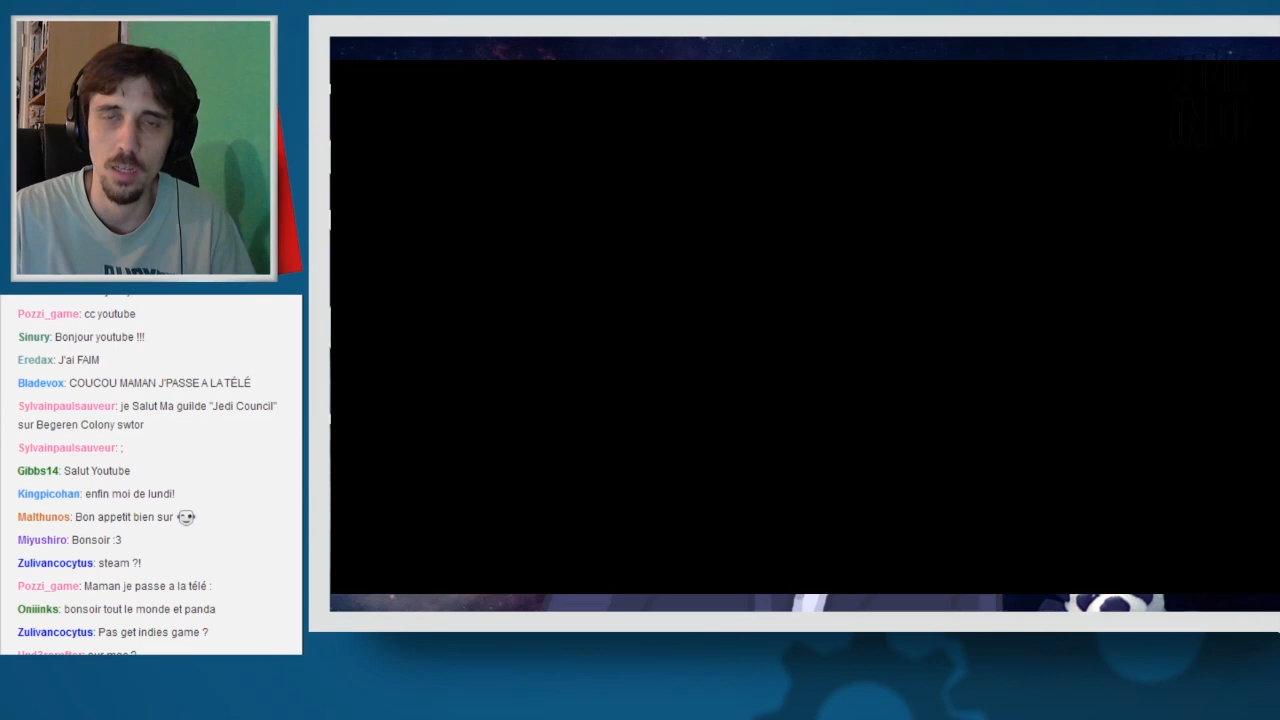 Pozzi_game: cc youtube
Sinury: Bonjour youtube !!!
Eredax: J'ai FAIM
Bladevox: COUCOU MAMAN J'PASSE A LA TÉLÉ
Sylvainpaulsauveur: je Salut Ma guilde "Jedi Council"
sur Begeren Colony swtor
Sylvainpaulsauveur: ;
Gibbs14: Salut Youtube
Kingpicohan: enfin moi de lundi!
Malthunos: Bon appetit bien sur
Miyushiro: Bonsoir :3
Zulivancocytus: steam ?!
Pozzi_game: Maman je passe a la télé :
Oniiinks: bonsoir tout le monde et panda
Zulivancocytus: Pas get indies game ?